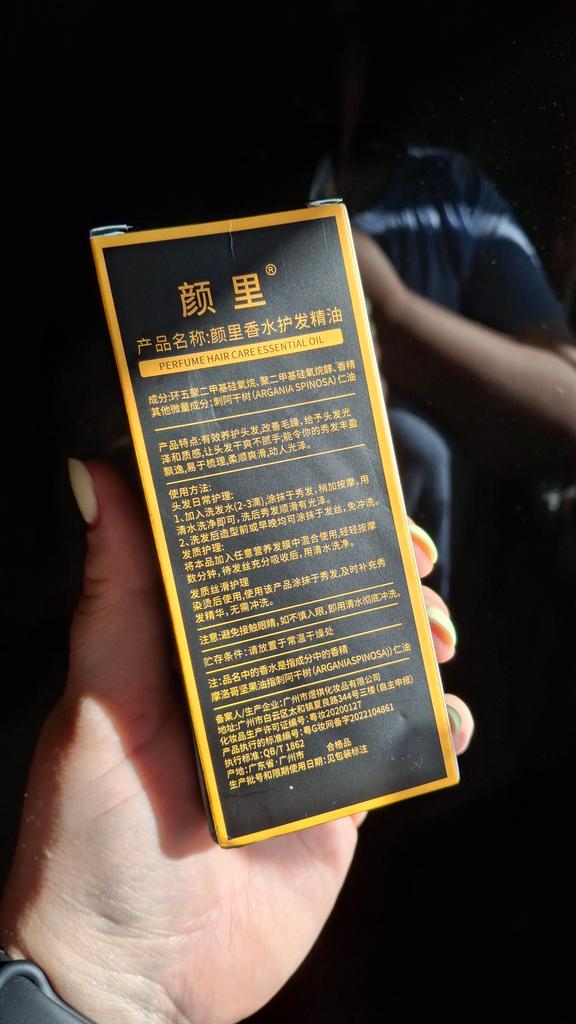 颜里®
产品名称:颜里香水护发精油
PERFUME HAIR CARE ESSENTIAL OIL
成分:环五聚二甲基硅氧烷、聚二甲基硅氧烷醇、香精
其他微量成分:刺阿干树(ARGANIA SPINOSA)仁油
产品特点:有效养护头发,改善毛躁,给予头发光
泽和质感,让头发干爽不腻手;能令你的秀发丰盈
飘逸,易于梳理,柔顺爽滑,动人光泽。
使用方法:
头发日常护理:
1、加入洗发水(2-3滴),涂抹于秀发,稍加按摩,用
清水洗净即可,洗后秀发顺滑有光泽。
2、洗发后造型前或早晚均可涂抹于发丝,免冲洗。
发质护理:
将本品加入任意营养发膜中混合使用,轻轻按摩
数分钟,待发丝充分吸收后,用清水洗净。
发质丝滑护理
染烫后使用,使用该产品涂抹于秀发,及时补充秀
发精华,无需冲洗。
注意:避免接触眼睛,如不慎入眼,即用清水彻底冲洗。
贮存条件:请放置于常温干燥处
注:品名中的香水是指成分中的香精
摩洛哥坚果油指刺阿干树(ARGANIASPINOSA))仁油
备案人/生产企业:广州市煜祺化妆品有限公司
地址:广州市白云区太和镇夏良路344号三楼(自主申报)
化妆品生产许可证编号:粤妆20200127
产品执行的标准编号:粤G妆网备字2022104861
执行标准:QB/T 1862 合格品
产地:广东省·广州市
生产批号和限期使用日期:见包装标注